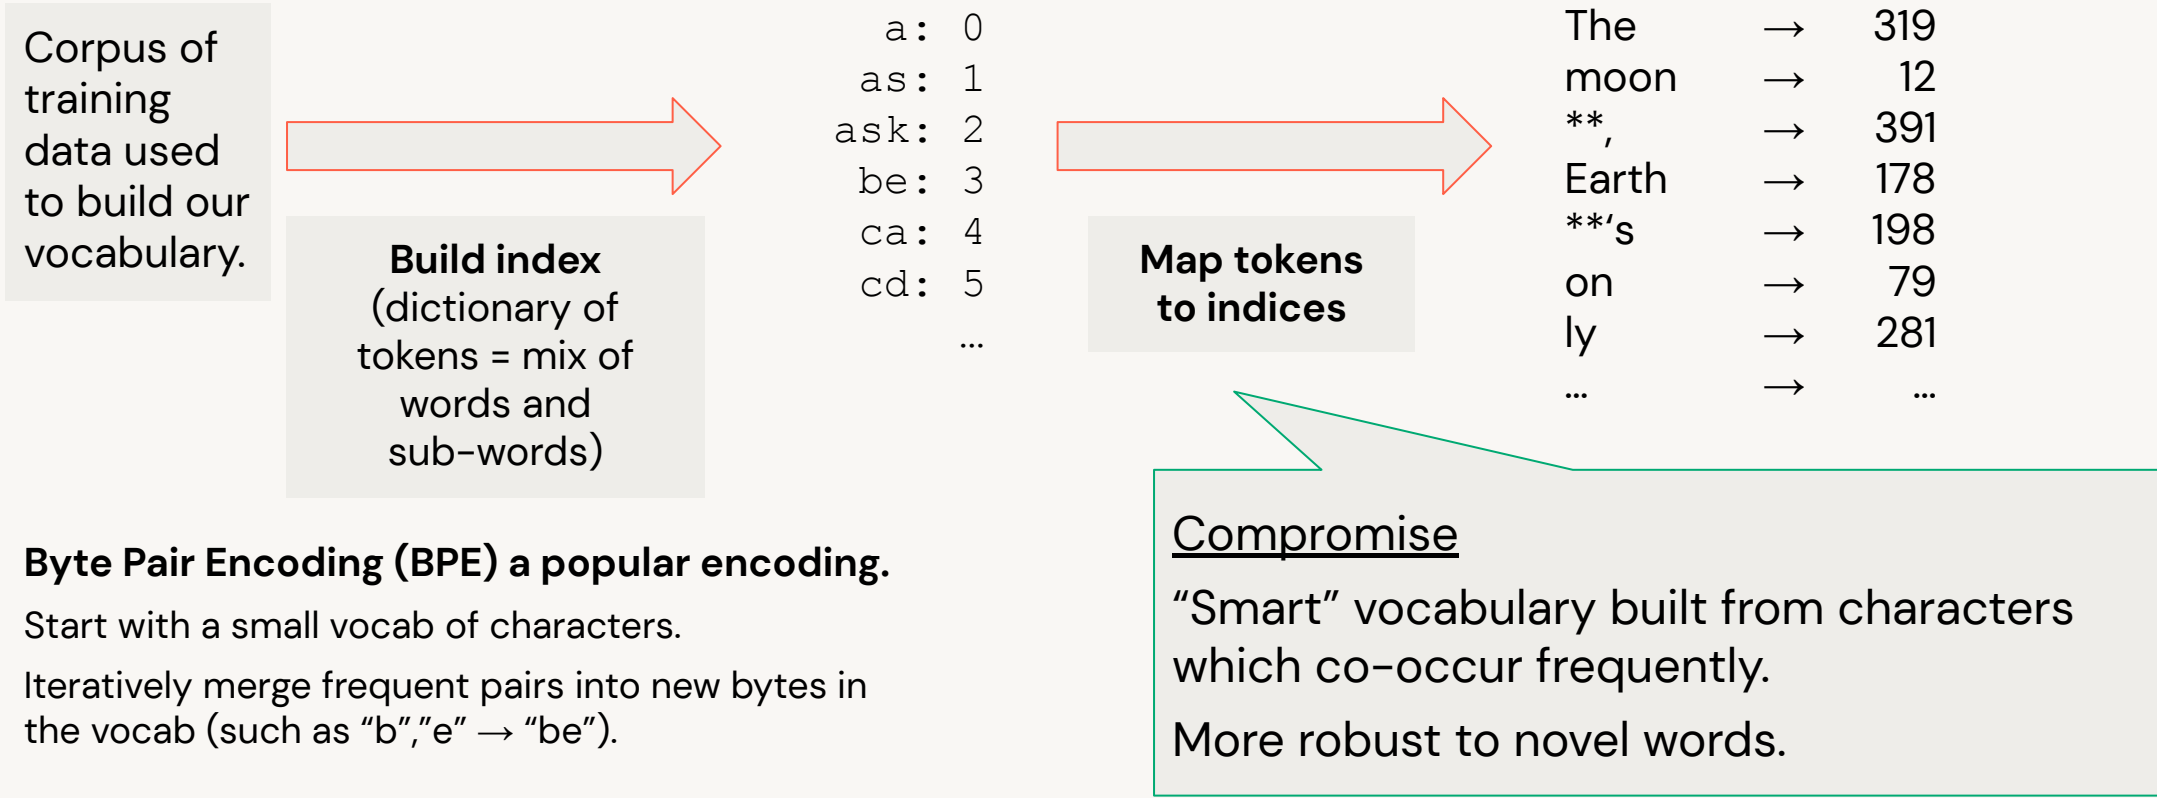 Corpus of
training
data used
to build our
vocabulary.
Build index
(dictionary of
tokens = mix of
words and
sub-words)
a: 0
as: 1
ask: 2
be: 3
ca: 4
cd: 5
…
Map tokens
to indices
The → 319
moon → 12
**, → 391
Earth → 178
**‘s → 198
on → 79
ly → 281
… → …
Byte Pair Encoding (BPE) a popular encoding.
Start with a small vocab of characters.
Iteratively merge frequent pairs into new bytes in
the vocab (such as “b”,”e” → “be”).
Compromise
“Smart” vocabulary built from characters
which co-occur frequently.
More robust to novel words.